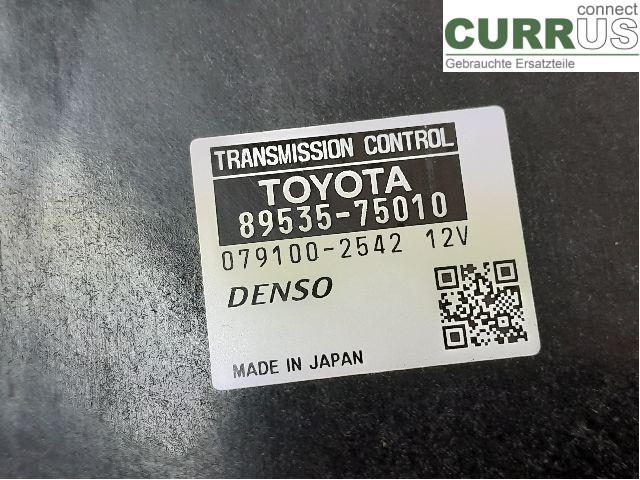 connect
CURRUS
Gebrauchte Ersatzteile
TRANSMISSION CONTROL
TOYOTA
89535-75010
079100-2542 12V
DENSO
MADE IN JAPAN